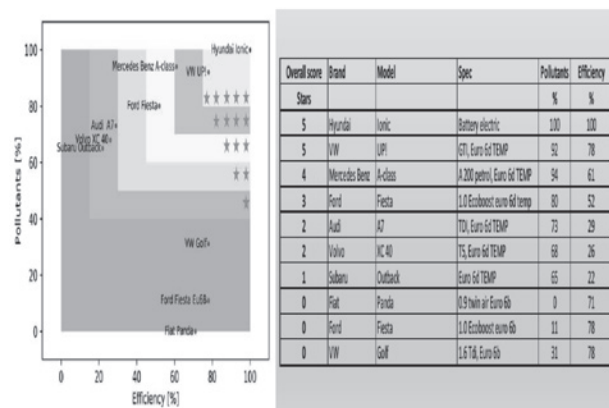 100
80
60
40
20
0
Pollutants [%]
Hyundai Ionic
Mercedes Benz A-class
VW UP!
Ford Fiesta
Audi A7
Volvo XC 40
Subaru Outback
VW Golf
Ford Fiesta Eu6B
Fiat Panda
0 20 40 60 80 100
Efficiency [%]
Overall score Brand Model Spec Pollutants Efficiency
Stars % %
5 Hyundai Ionic Battery electric 100 100
5 VW UP! GTI, Euro 6d TEMP 92 78
4 Mercedes Benz A-class A 200 petrol, Euro 6d TEMP 94 61
3 Ford Fiesta 1.0 Ecoboost euro 6d temp 80 52
2 Audi A7 TDI, Euro 6d TEMP 73 29
2 Volvo XC 40 T5, Euro 6d TEMP 68 26
1 Subaru Outback Euro 6d TEMP 65 22
0 Fiat Panda 0.9 twin air Euro 6b 0 71
0 Ford Fiesta 1.0 Ecoboost euro 6b 11 78
0 VW Golf 1.6 Tdi, Euro 6b 31 78